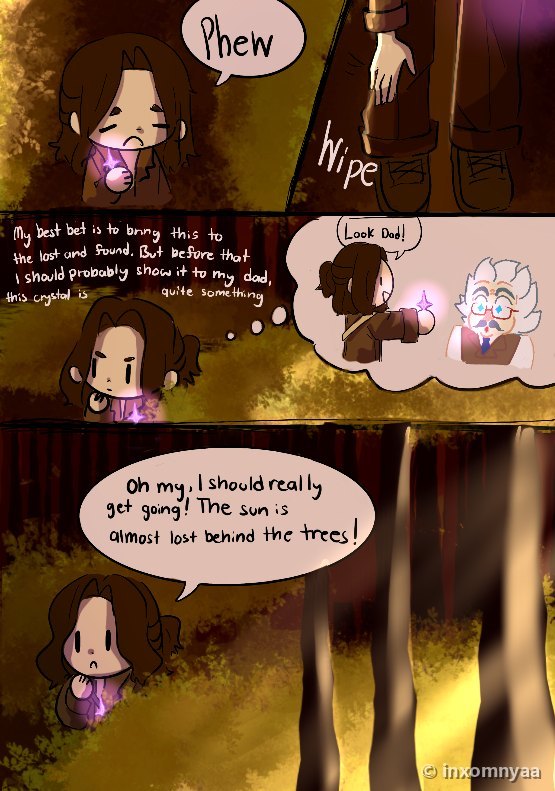 Phew
Wipe
My best bet is to bring this to
the lost and found. But before that
I should probably show it to my dad,
this crystal is quite something
Look Dad!
Oh my, I should really
get going! The sun is
almost lost behind the trees!
© inxomnyaa